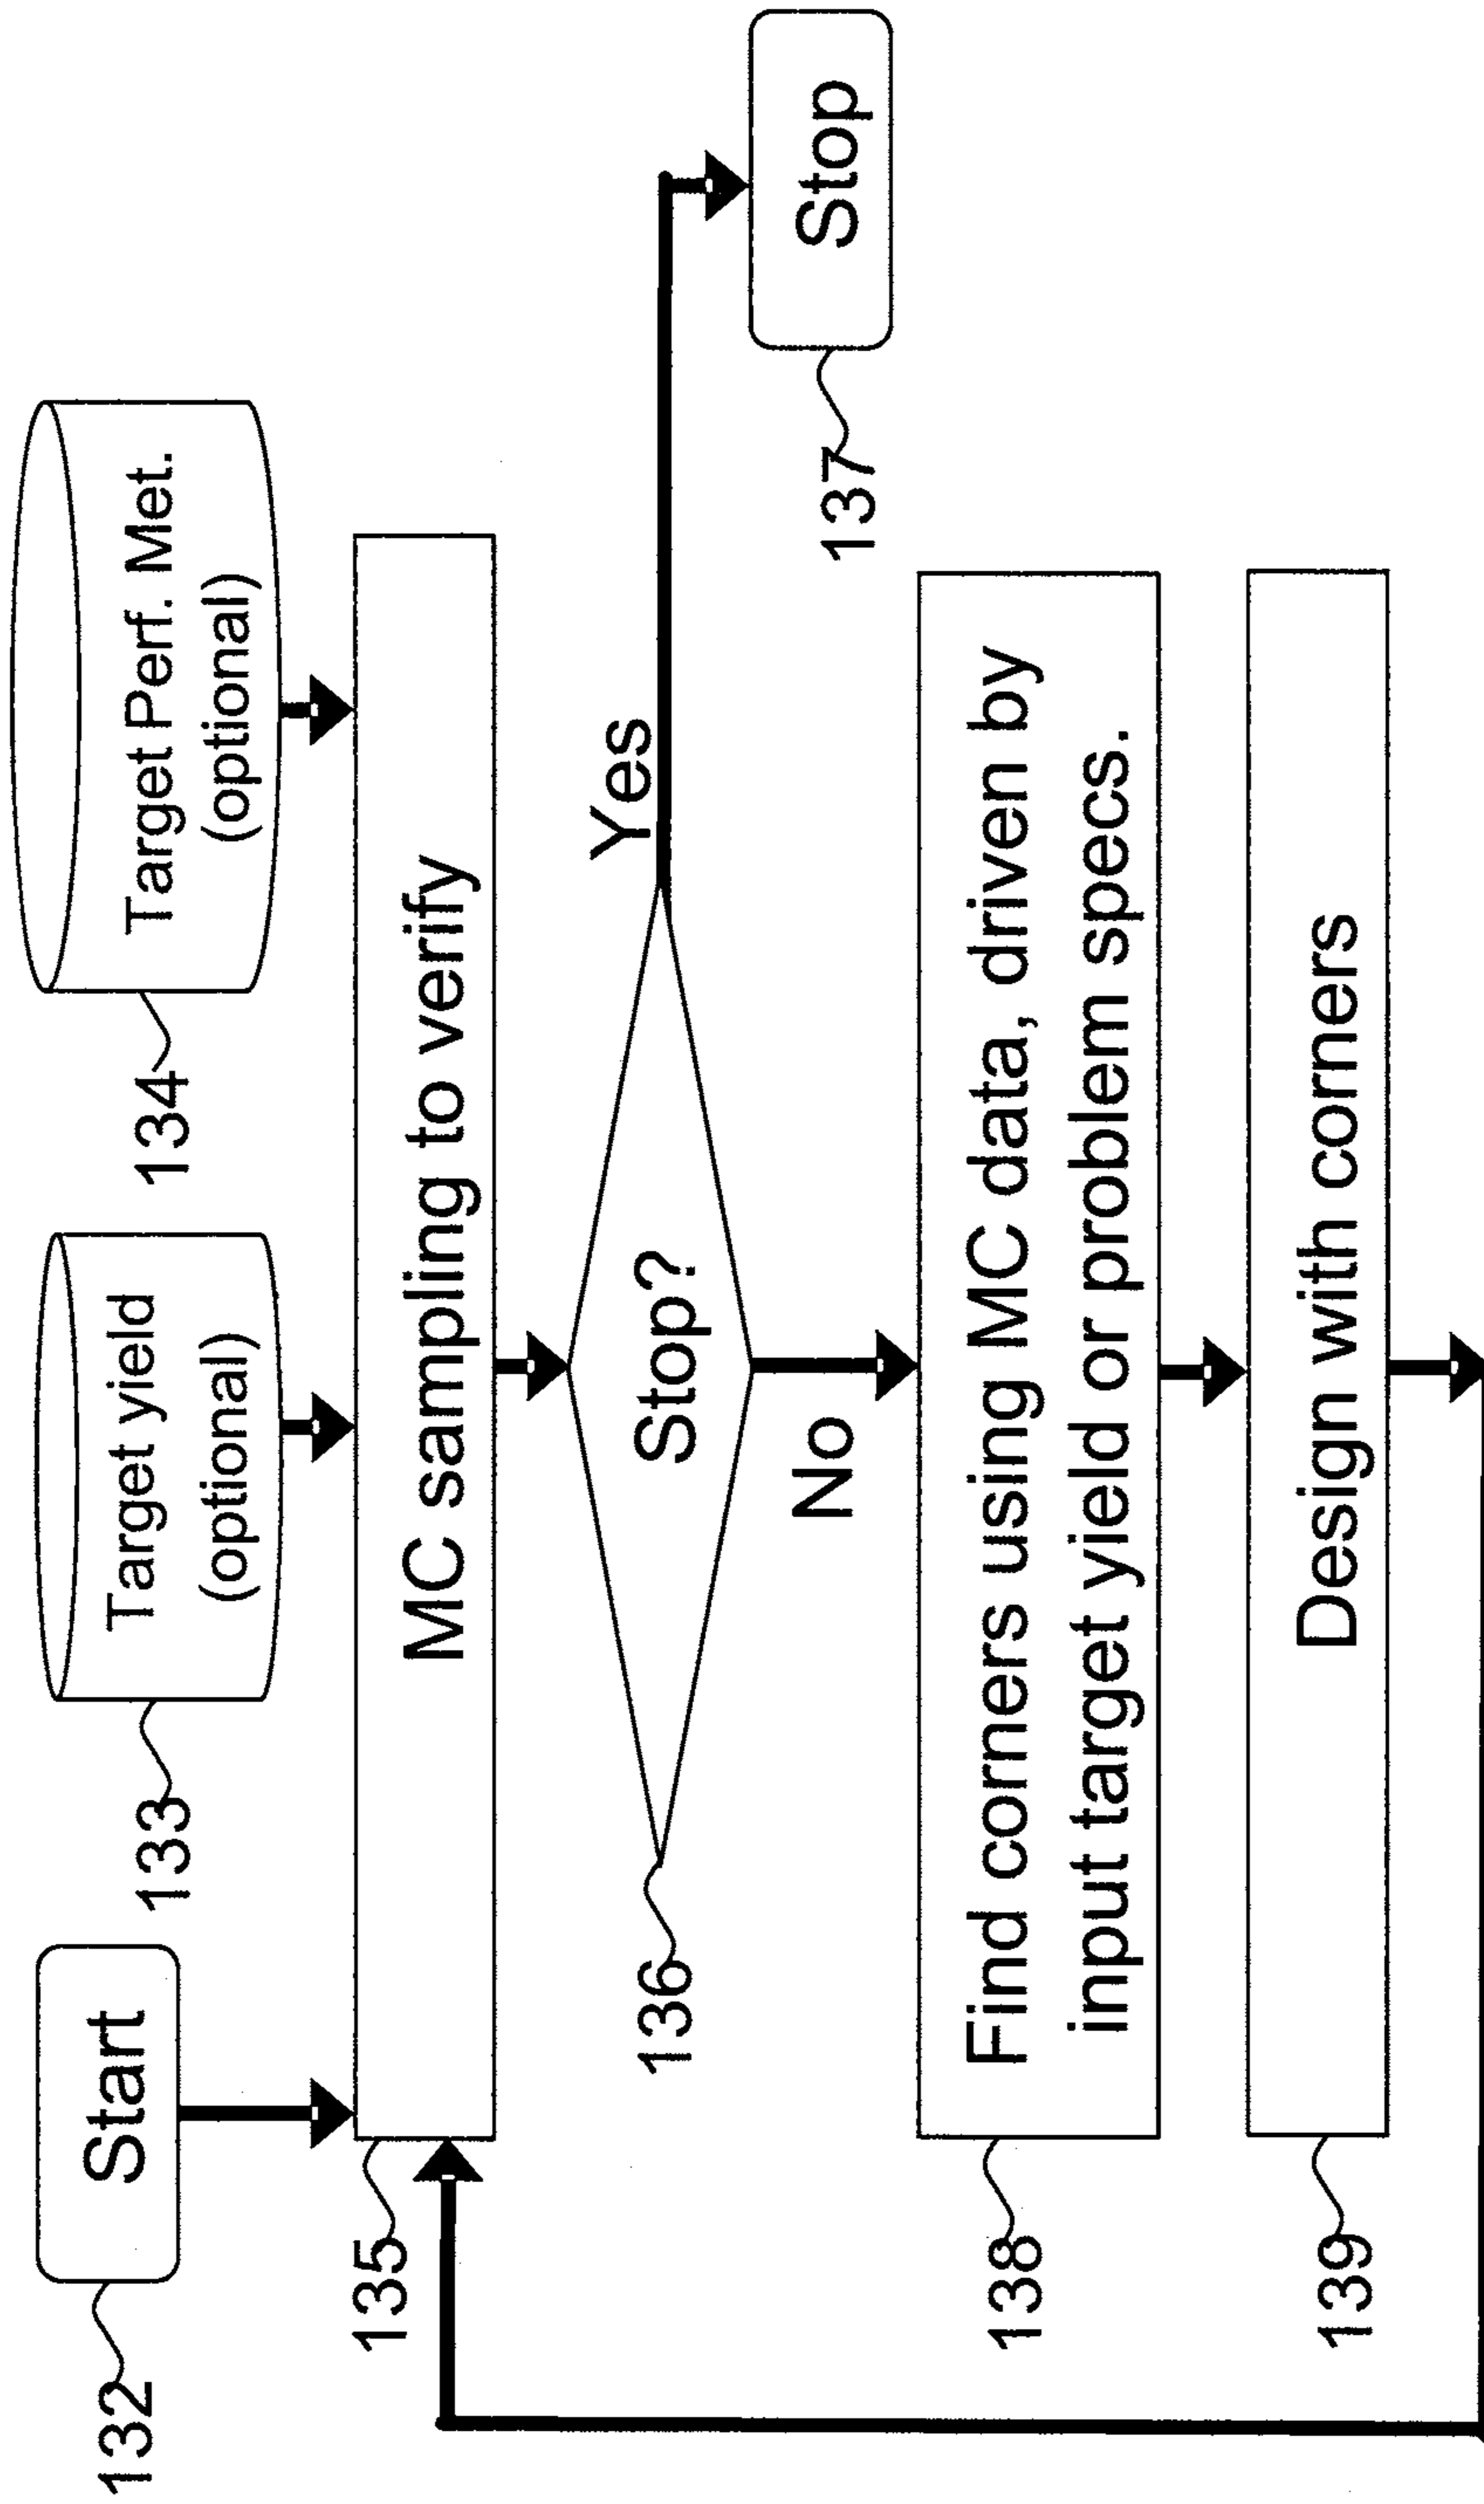 132
Start
133
Target yield
(optional)
134
Target Perf. Met.
(optional)
135
MC sampling to verify
136
Stop?
Yes
137
Stop
No
138
Find corners using MC data, driven by
input target yield or problem specs.
139
Design with corners